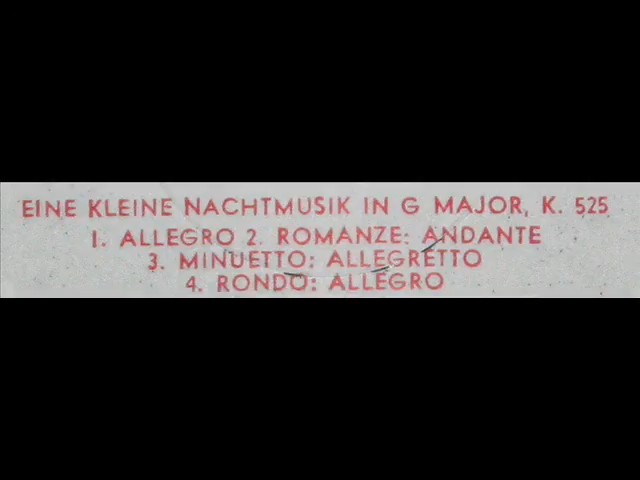 EINE KLEINE NACHTMUSIK IN G MAJOR, K. 525
1. ALLEGRO 2. ROMANZE: ANDANTE
3. MINUETTO: ALLEGRETTO
4. RONDO: ALLEGRO